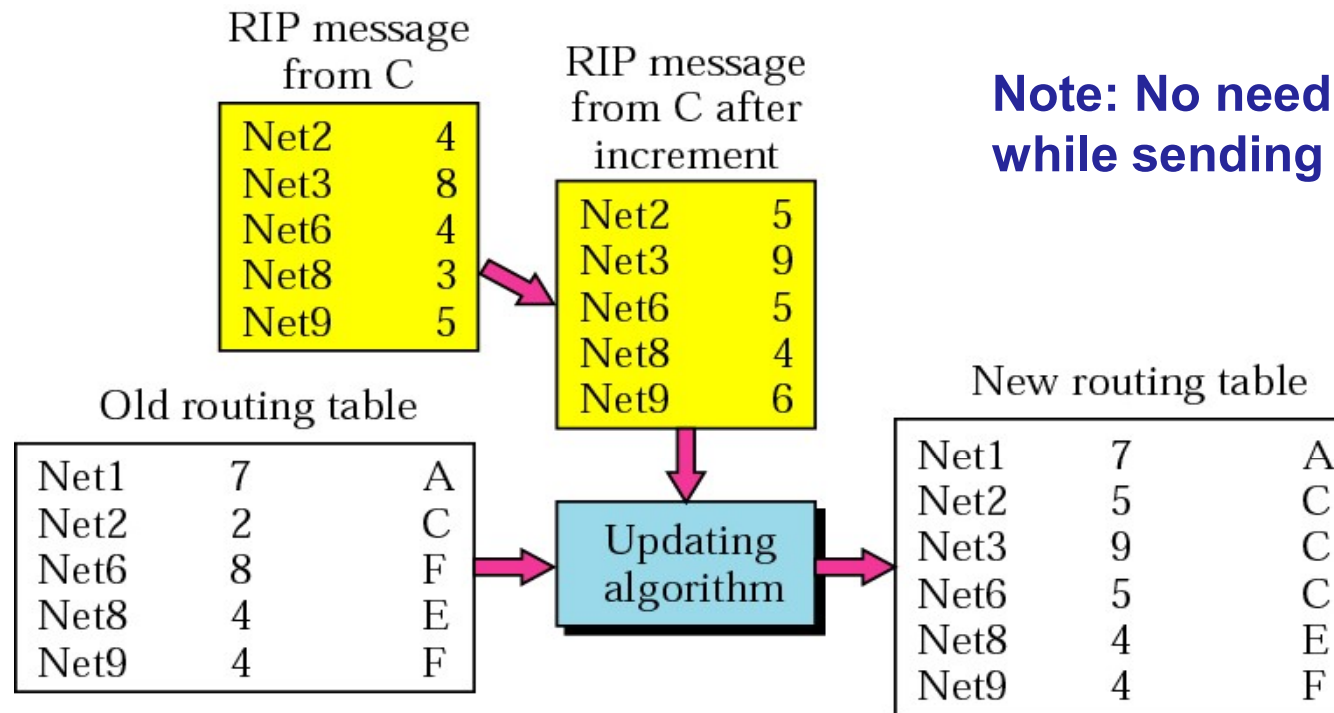 RIP message
from C
Net2 4
Net3 8
Net6 4
Net8 3
Net9 5
RIP message
from C after
increment
Net2 5
Net3 9
Net6 5
Net8 4
Net9 6
Note: No need
while sending
Old routing table
Net1 7 A
Net2 2 C
Net6 8 F
Net8 4 E
Net9 4 F
Updating
algorithm
New routing table
Net1 7 A
Net2 5 C
Net3 9 C
Net6 5 C
Net8 4 E
Net9 4 F